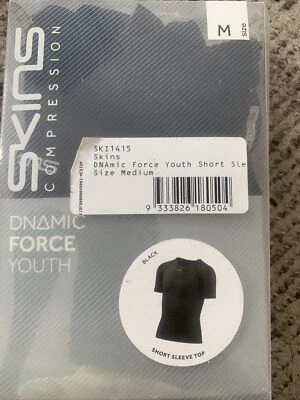 SKINS
COMPRESSION
M
size
SKI1415
Skins
DNAmic Force Youth Short Sle
Size Medium
9 333826 180504
DNAMIC
FORCE
YOUTH
BLACK
SHORT SLEEVE TOP